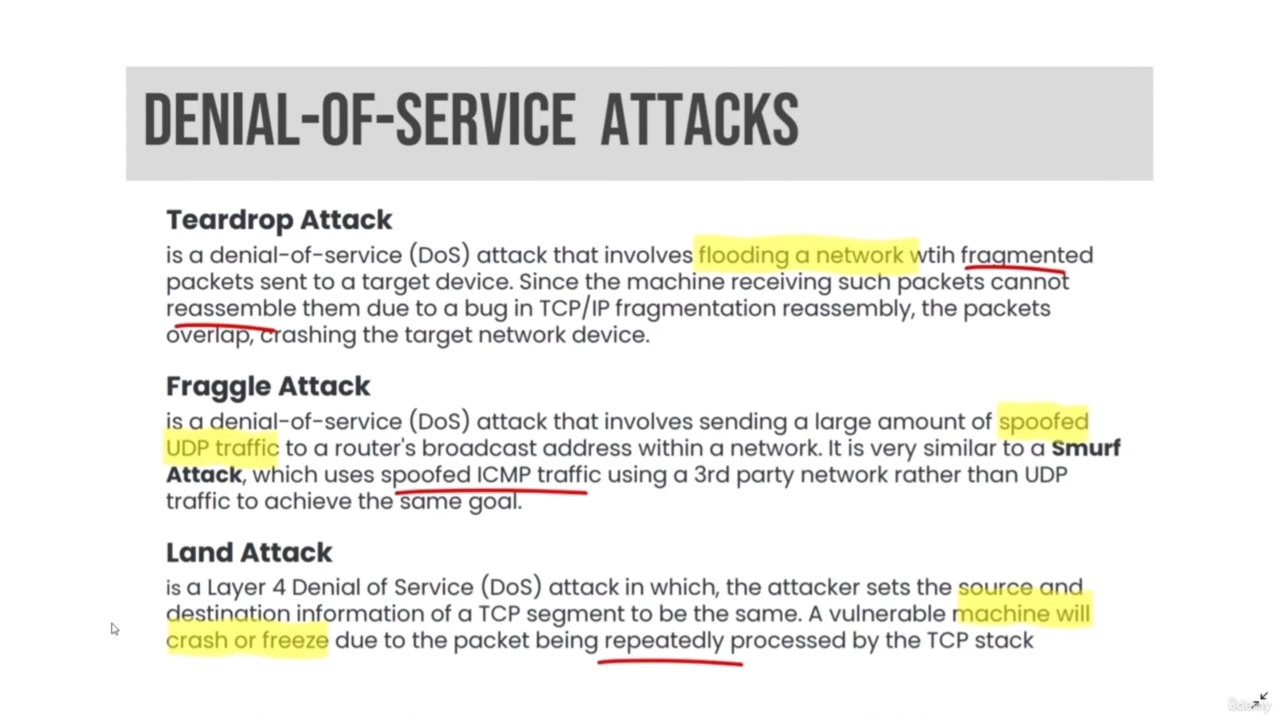 DENIAL-OF-SERVICE ATTACKS
Teardrop Attack
is a denial-of-service (DoS) attack that involves flooding a network wtih fragmented
packets sent to a target device. Since the machine receiving such packets cannot
reassemble them due to a bug in TCP/IP fragmentation reassembly, the packets
overlap, crashing the target network device.
Fraggle Attack
is a denial-of-service (DoS) attack that involves sending a large amount of spoofed
UDP traffic to a router's broadcast address within a network. It is very similar to a Smurf
Attack, which uses spoofed ICMP traffic using a 3rd party network rather than UDP
traffic to achieve the same goal.
Land Attack
is a Layer 4 Denial of Service (DoS) attack in which, the attacker sets the source and
destination information of a TCP segment to be the same. A vulnerable machine will
crash or freeze due to the packet being repeatedly processed by the TCP stack
ûdemy